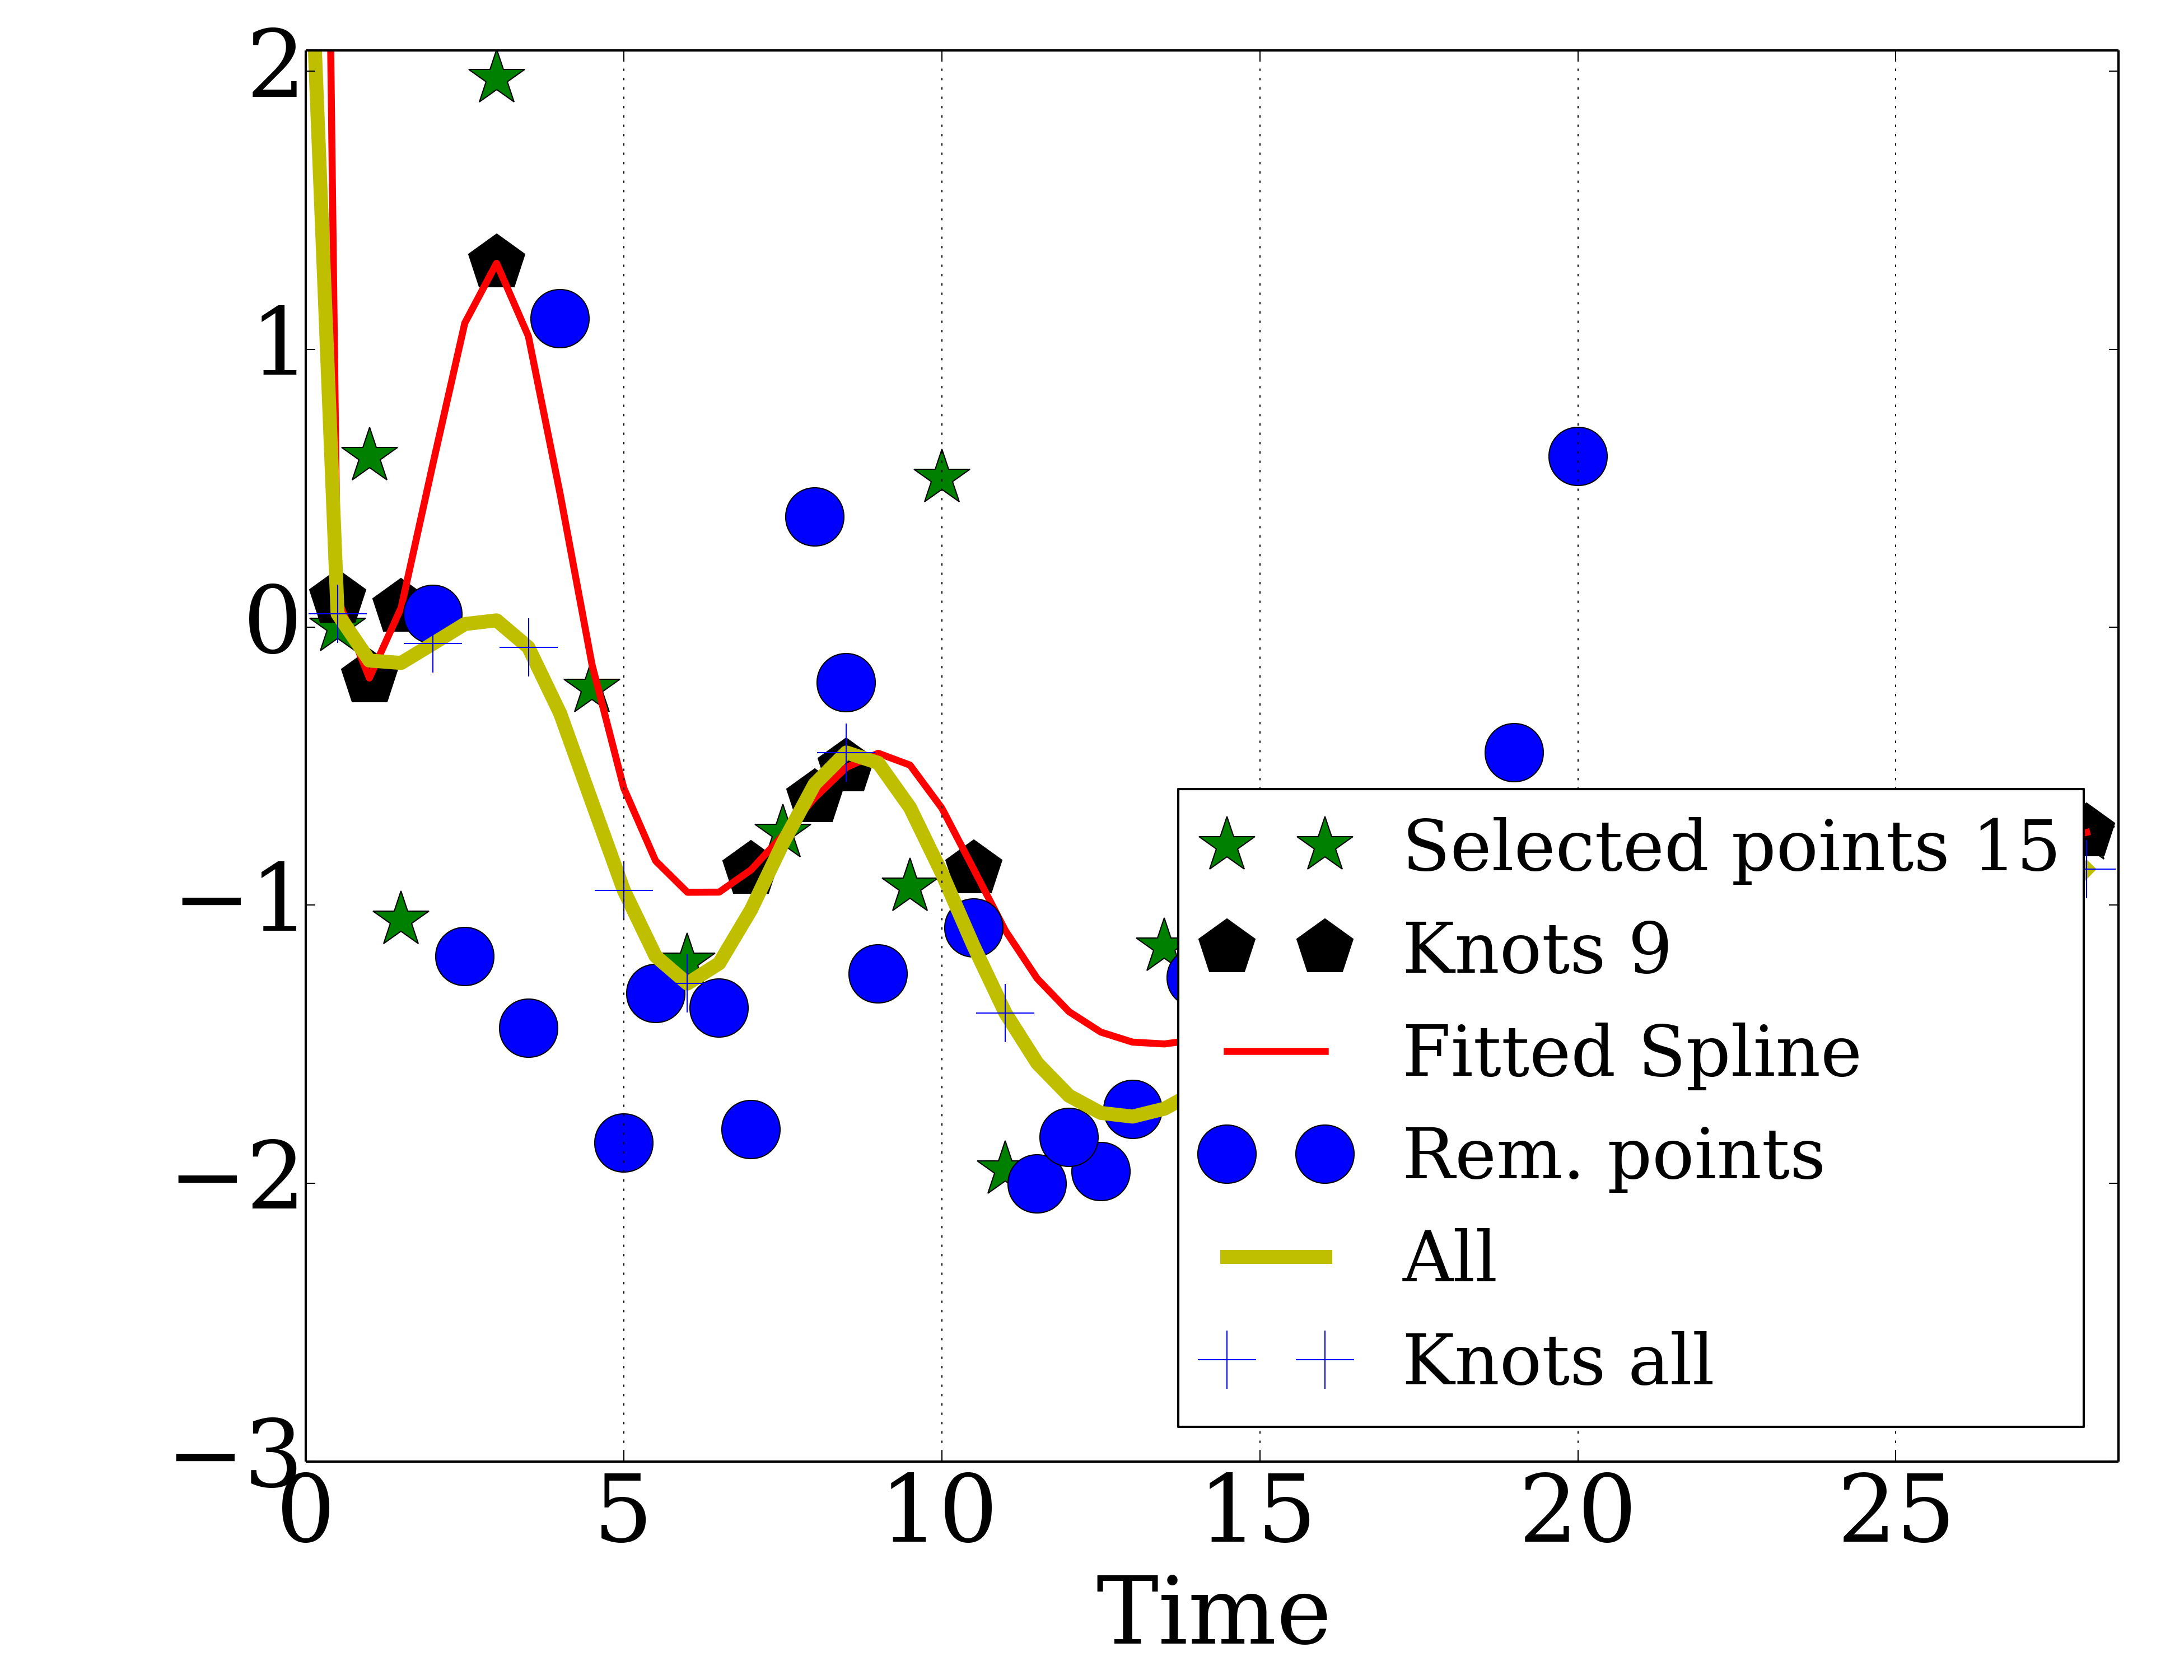 2
1
0
−1
−2
−3
0 5 10 15 20 25
Time
Selected points 15
Knots 9
Fitted Spline
Rem. points
All
Knots all